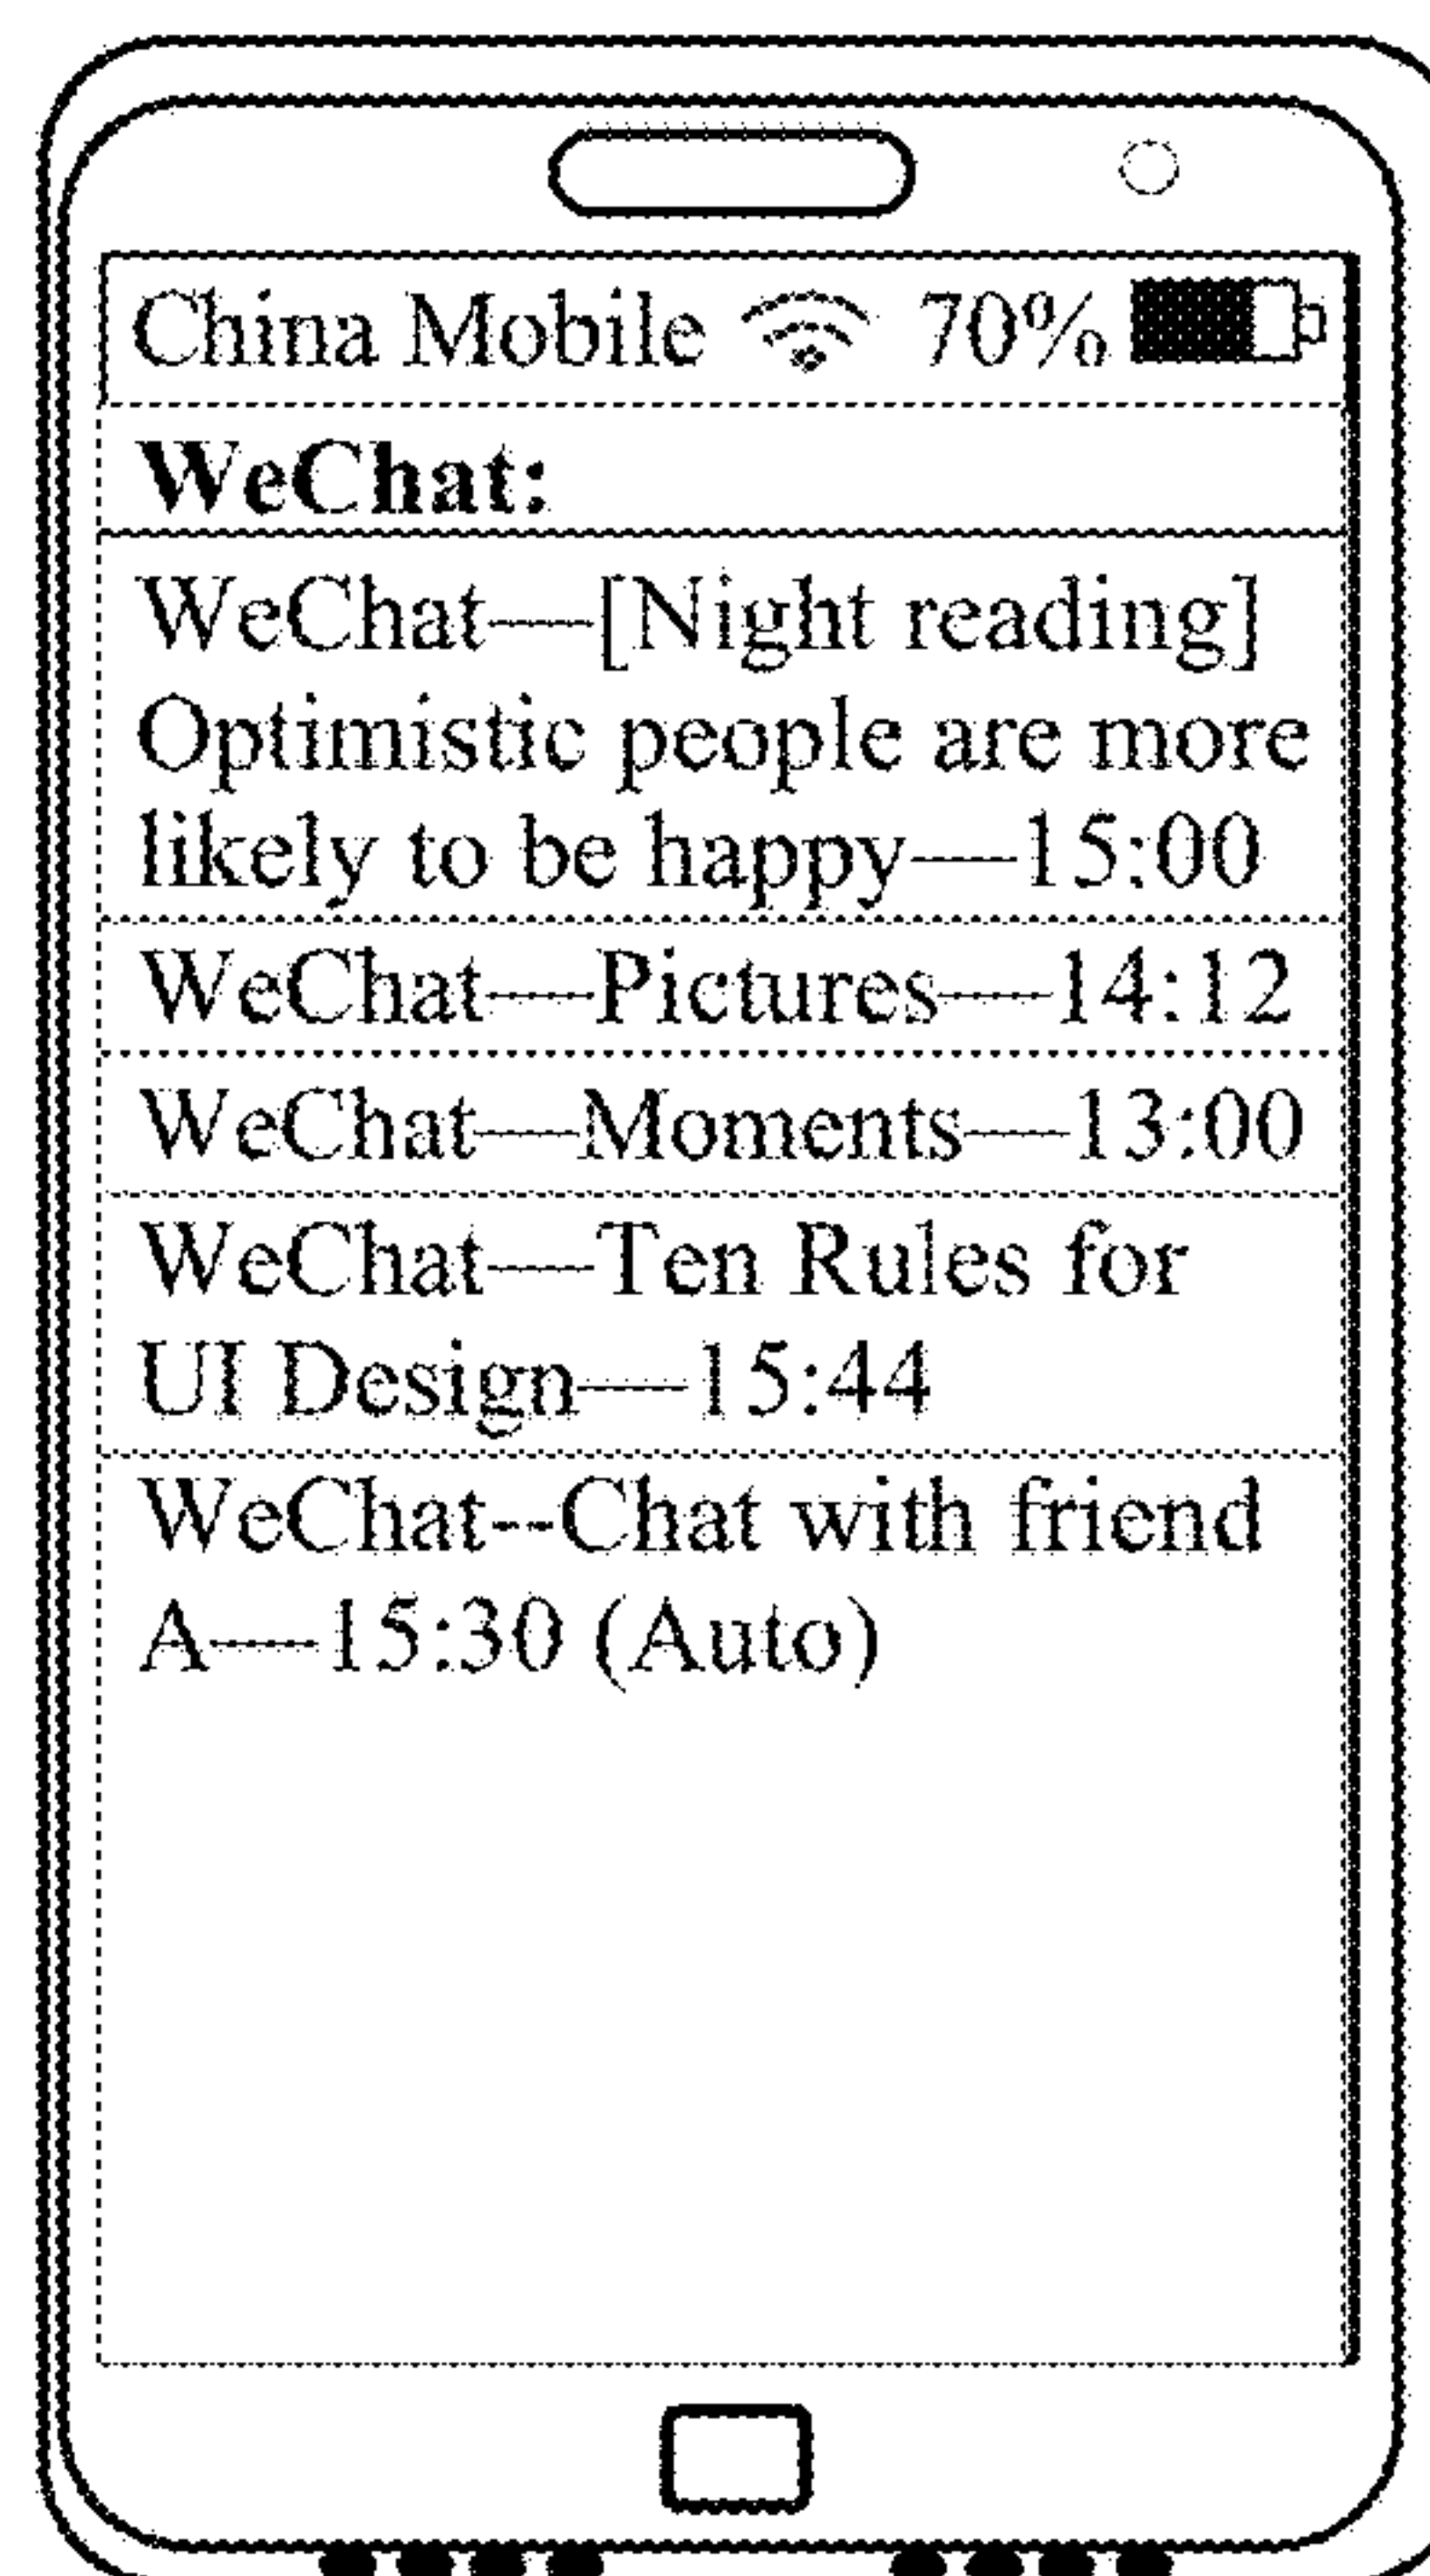 China Mobile 70%
WeChat:
WeChat—[Night reading]
Optimistic people are more
likely to be happy—15:00
WeChat—Pictures—14:12
WeChat—Moments—13:00
WeChat—Ten Rules for
UI Design—15:44
WeChat--Chat with friend
A—15:30 (Auto)